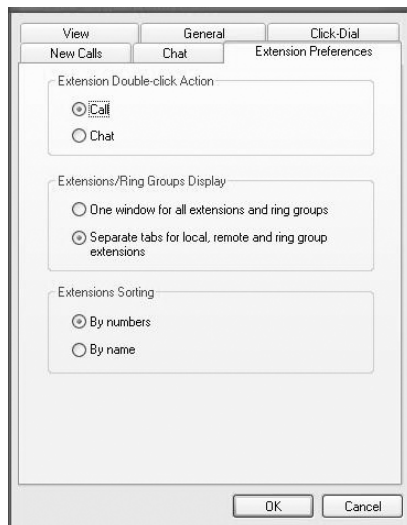 View General Click-Dial
New Calls Chat Extension Preferences
Extension Double-click Action
Call
Chat
Extensions/Ring Groups Display
One window for all extensions and ring groups
Separate tabs for local, remote and ring group
extensions
Extensions Sorting
By numbers
By name
OK Cancel